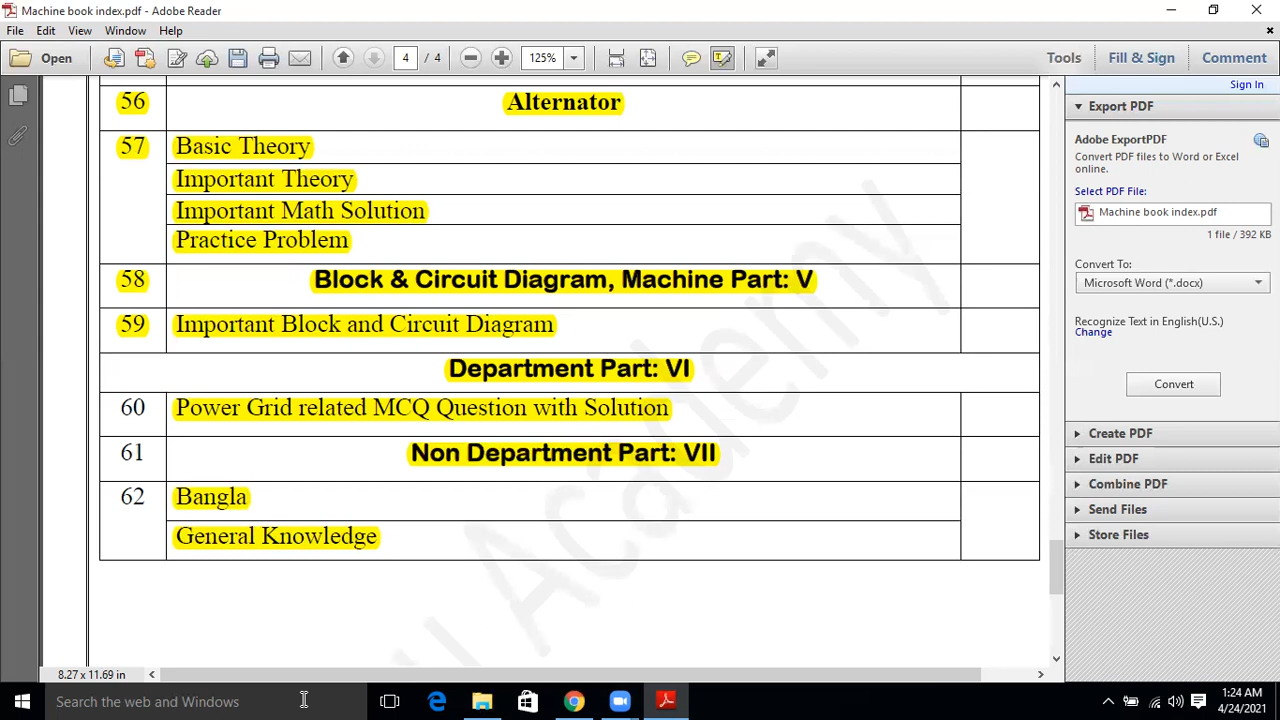 Machine book index.pdf - Adobe Reader
File Edit View Window Help
Open 4 / 4 125% Tools Fill & Sign Comment
Sign In
Export PDF
Adobe ExportPDF
Convert PDF files to Word or Excel
online.
Select PDF File:
Machine book index.pdf
1 file / 392 KB
Convert To:
Microsoft Word (*.docx)
Recognize Text in English(U.S.)
Change
Convert
Create PDF
Edit PDF
Combine PDF
Send Files
Store Files
56 Alternator
57 Basic Theory
Important Theory
Important Math Solution
Practice Problem
58 Block & Circuit Diagram, Machine Part: V
59 Important Block and Circuit Diagram
Department Part: VI
60 Power Grid related MCQ Question with Solution
61 Non Department Part: VII
62 Bangla
General Knowledge
Academy
8.27 x 11.69 in
Search the web and Windows
1:24 AM
4/24/2021